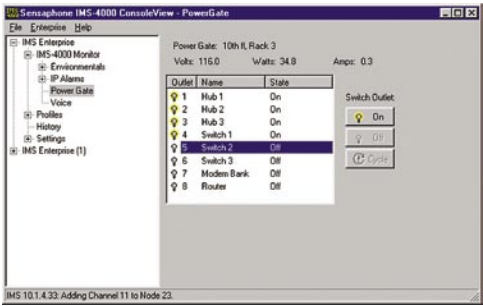 Sensaphone IMS-4000 ConsoleView - PowerGate
File Enterprise Help
IMS Enterprise
IMS-4000 Monitor
Environmentals
IP Alarms
Power Gate
Voice
Profiles
History
Settings
IMS Enterprise (1)
Power Gate: 10th fl, Rack 3
Volts: 116.0 Watts: 34.8 Amps: 0.3
Outlet Name State
1 Hub 1 On
2 Hub 2 On
3 Hub 3 On
4 Switch 1 On
5 Switch 2 Off
6 Switch 3 Off
7 Modem Bank Off
8 Router Off
Switch Outlet:
On
Off
Cycle
IMS 10.1.4.33: Adding Channel 11 to Node 23.